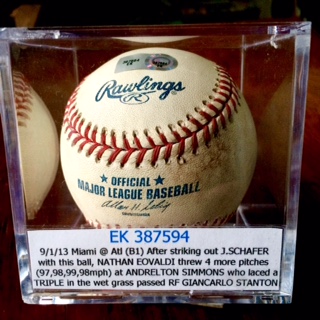 Rawlings
R
OFFICIAL
MAJOR LEAGUE BASEBALL
Allan H. Selig
EK 387594
9/1/13 Miami @ Atl (B1) After striking out J.SCHAFER
with this ball, NATHAN EOVALDI threw 4 more pitches
(97,98,99,98mph) at ANDRELTON SIMMONS who laced a
TRIPLE in the wet grass passed RF GIANCARLO STANTON